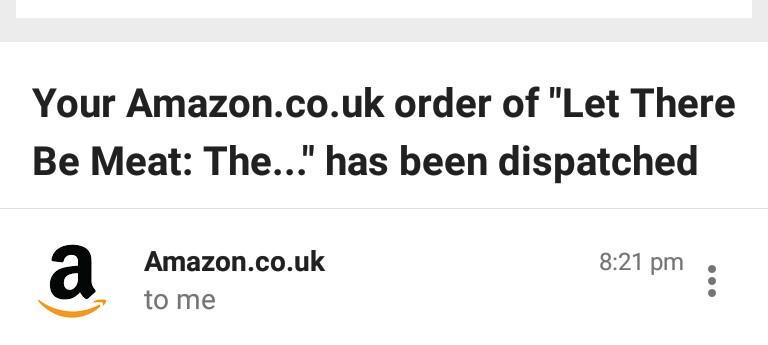 Your Amazon.co.uk order of "Let There
Be Meat: The..." has been dispatched
a
Amazon.co.uk
8:21 pm
to me